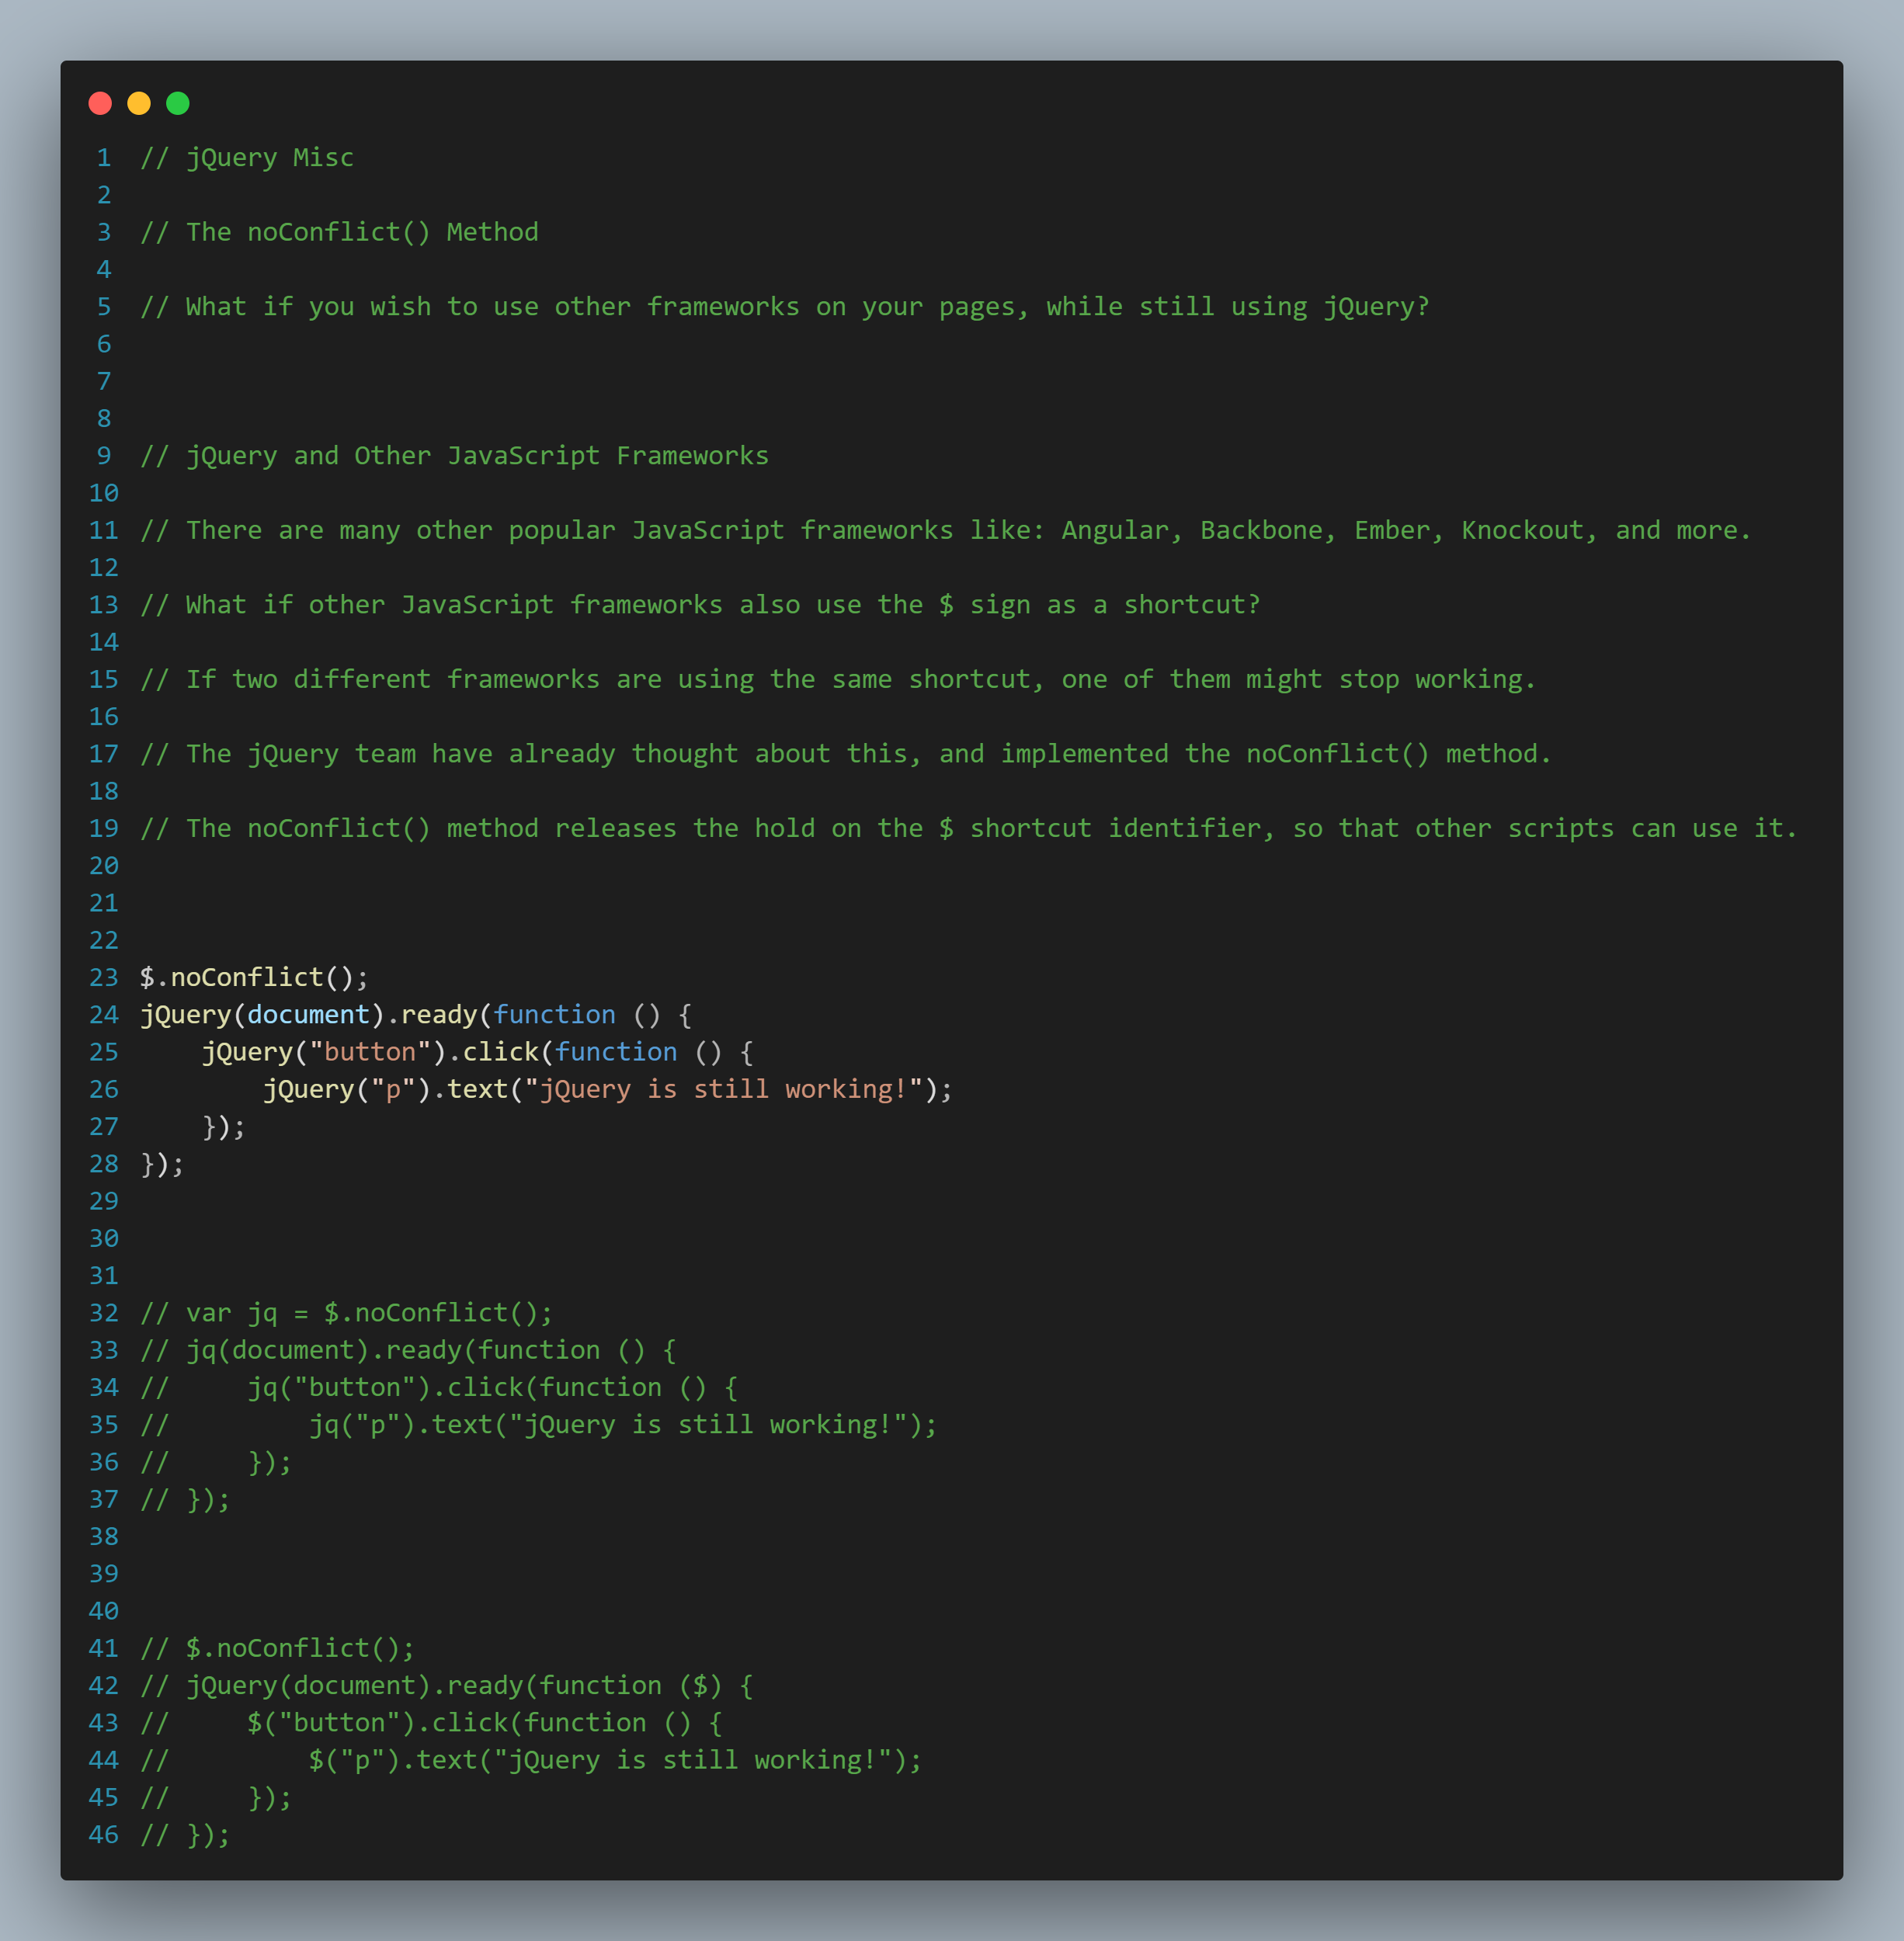 1 // jQuery Misc
2
3 // The noConflict() Method
4
5 // What if you wish to use other frameworks on your pages, while still using jQuery?
6
7
8
9 // jQuery and Other JavaScript Frameworks
10
11 // There are many other popular JavaScript frameworks like: Angular, Backbone, Ember, Knockout, and more.
12
13 // What if other JavaScript frameworks also use the $ sign as a shortcut?
14
15 // If two different frameworks are using the same shortcut, one of them might stop working.
16
17 // The jQuery team have already thought about this, and implemented the noConflict() method.
18
19 // The noConflict() method releases the hold on the $ shortcut identifier, so that other scripts can use it.
20
21
22
23 $.noConflict();
24 jQuery(document).ready(function () {
25     jQuery("button").click(function () {
26         jQuery("p").text("jQuery is still working!");
27     });
28 });
29
30
31
32 // var jq = $.noConflict();
33 // jq(document).ready(function () {
34 //     jq("button").click(function () {
35 //         jq("p").text("jQuery is still working!");
36 //     });
37 // });
38
39
40
41 // $.noConflict();
42 // jQuery(document).ready(function ($) {
43 //     $("button").click(function () {
44 //         $("p").text("jQuery is still working!");
45 //     });
46 // });